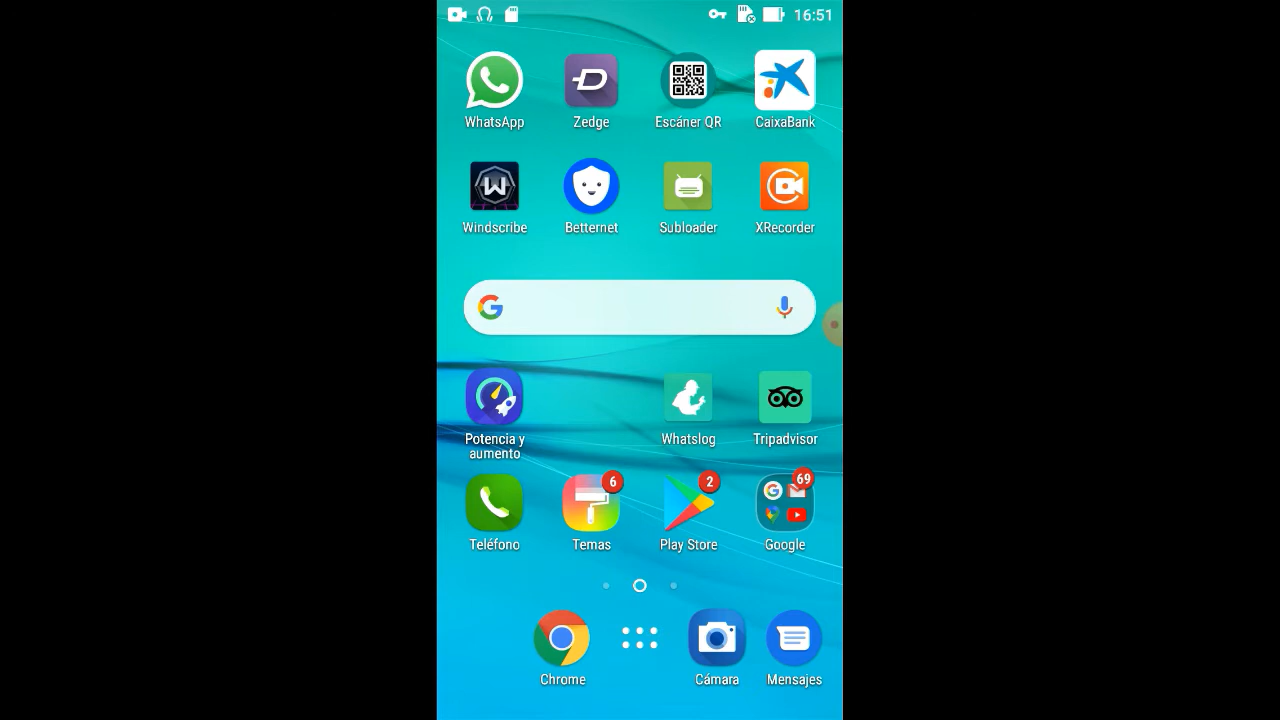 16:51
WhatsApp
Zedge
Escáner QR
CaixaBank
Windscribe
Betternet
Subloader
XRecorder
Potencia y
aumento
Whatslog
Tripadvisor
6
2
69
Teléfono
Temas
Play Store
Google
Chrome
Cámara
Mensajes